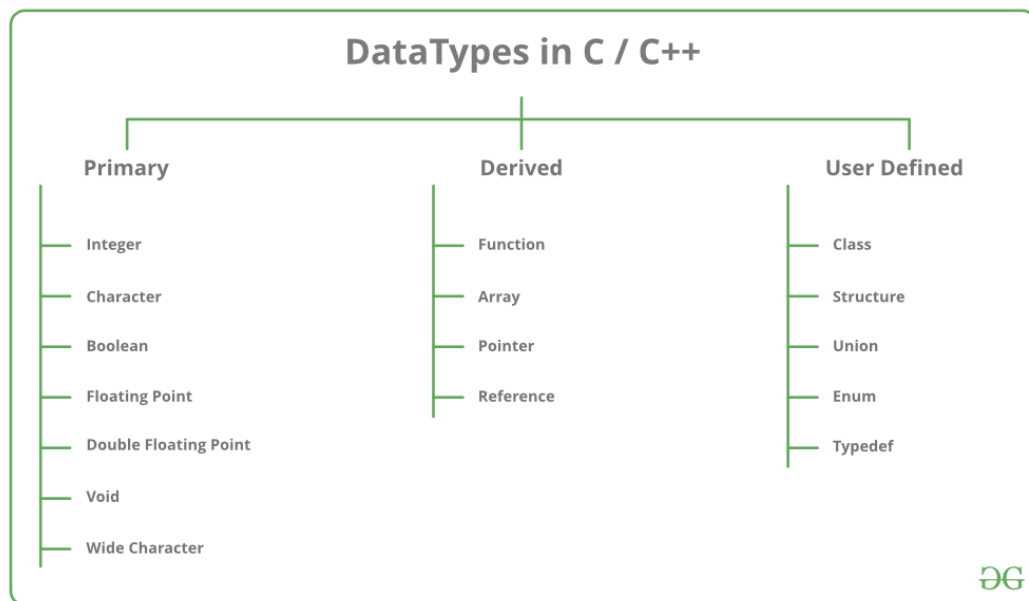 DataTypes in C / C++
Primary
Integer
Character
Boolean
Floating Point
Double Floating Point
Void
Wide Character
Derived
Function
Array
Pointer
Reference
User Defined
Class
Structure
Union
Enum
Typedef